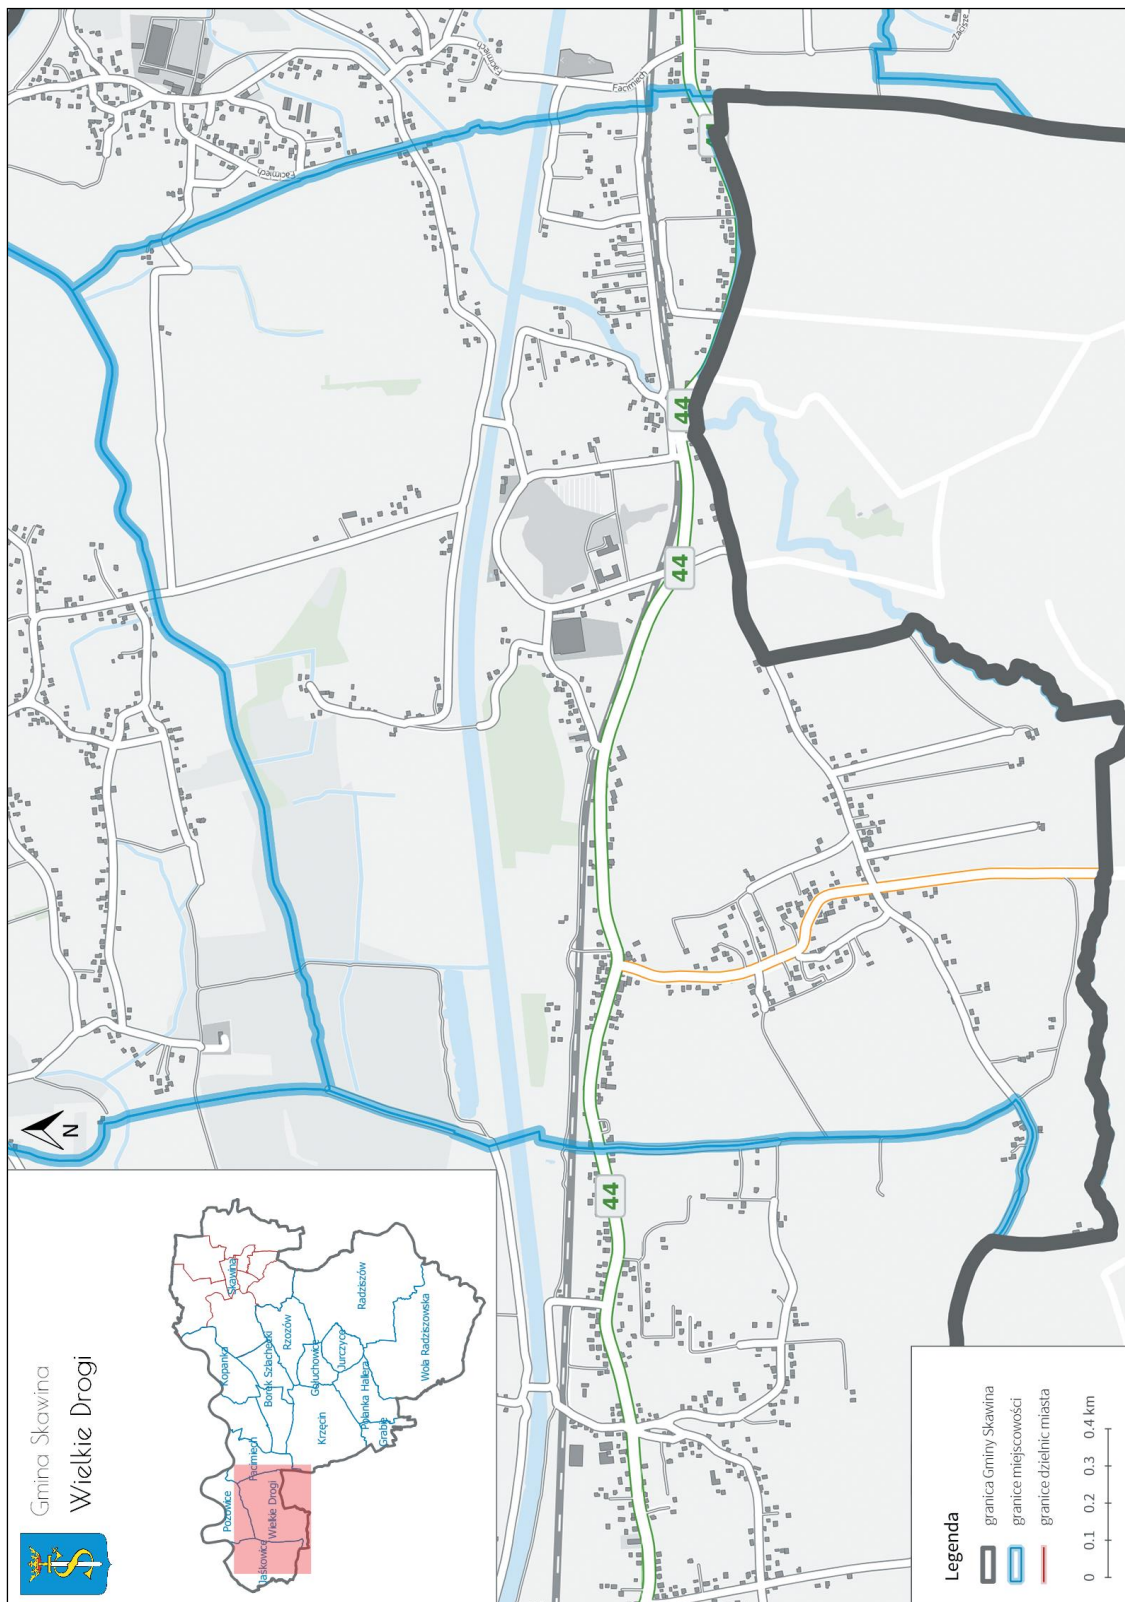 Gmina Skawina
Wielkie Drogi
N
Pozowice
Jaśkowice
Wielkie Drogi
Facimiech
Kopanka
Borek Szlachecki
Rzozów
Gołuchowice
Jurczyce
Krzęcin
Polanka Hallera
Grabie
Radziszów
Wola Radziszowska
Skawina
Facimiech
Facimiech
Facimiech
Zacisze
44
44
44
44
Legenda
granica Gminy Skawina
granice miejscowości
granice dzielnic miasta
0 0.1 0.2 0.3 0.4 km